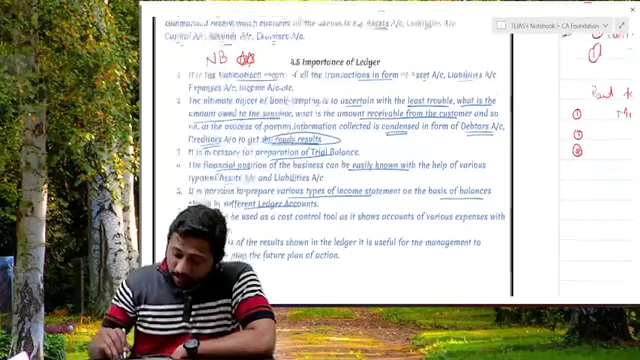 Capital A/c, Revenue A/c, Expenses A/c.
NB
3.5 Importance of Ledger
of all the transactions in form of Asset A/c, Liabilities A/c
Expenses A/c, Income A/c etc.
The ultimate object of book-keeping is to ascertain with the least trouble, what is the
amount owed to the supplier, what is the amount receivable from the customer and so
on, in the process of posting information collected is condensed in form of Debtors A/c,
Creditors A/c to get the ready results
It is necessary for preparation of Trial Balance.
The financial position of the business can be easily known with the help of various
types of Assets A/c and Liabilities A/c
It is possible to prepare various types of income statement on the basis of balances
shown by different Ledger Accounts.
be used as a cost control tool as it shows accounts of various expenses with
of the results shown in the ledger it is useful for the management to
plan the future plan of action.
TEJAS's Notebook > CA Foundation
1
1
2